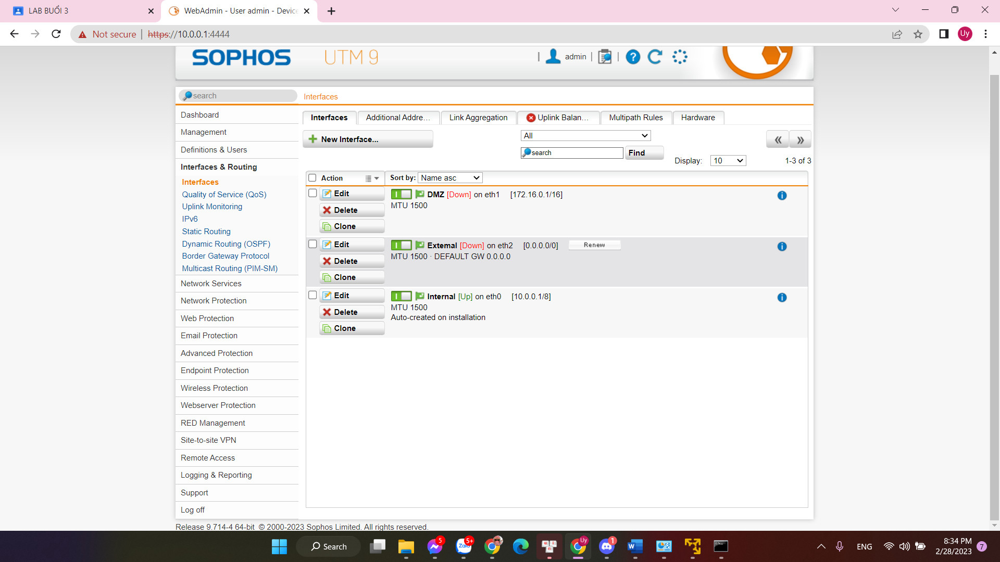 LAB BUỔI 3
WebAdmin - User admin - Device
Not secure
https://10.0.0.1:4444
Uy
SOPHOS
UTM 9
admin
search
Interfaces
Dashboard
Management
Definitions & Users
Interfaces & Routing
Interfaces
Quality of Service (QoS)
Uplink Monitoring
IPv6
Static Routing
Dynamic Routing (OSPF)
Border Gateway Protocol
Multicast Routing (PIM-SM)
Network Services
Network Protection
Web Protection
Email Protection
Advanced Protection
Endpoint Protection
Wireless Protection
Webserver Protection
RED Management
Site-to-site VPN
Remote Access
Logging & Reporting
Support
Log off
Interfaces
Additional Addre...
Link Aggregation
Uplink Balan...
Multipath Rules
Hardware
New Interface...
All
search
Find
Display:
10
1-3 of 3
Action
Sort by:
Name asc
Edit
Delete
Clone
DMZ [Down] on eth1 [172.16.0.1/16]
MTU 1500
Edit
Delete
Clone
External [Down] on eth2 [0.0.0.0/0]
Renew
MTU 1500 · DEFAULT GW 0.0.0.0
Edit
Delete
Clone
Internal [Up] on eth0 [10.0.0.1/8]
MTU 1500
Auto-created on installation
Release 9.714-4 64-bit © 2000-2023 Sophos Limited. All rights reserved.
Search
5
Zalo
5+
Uy
1
W
ENG
8:34 PM
2/28/2023
7